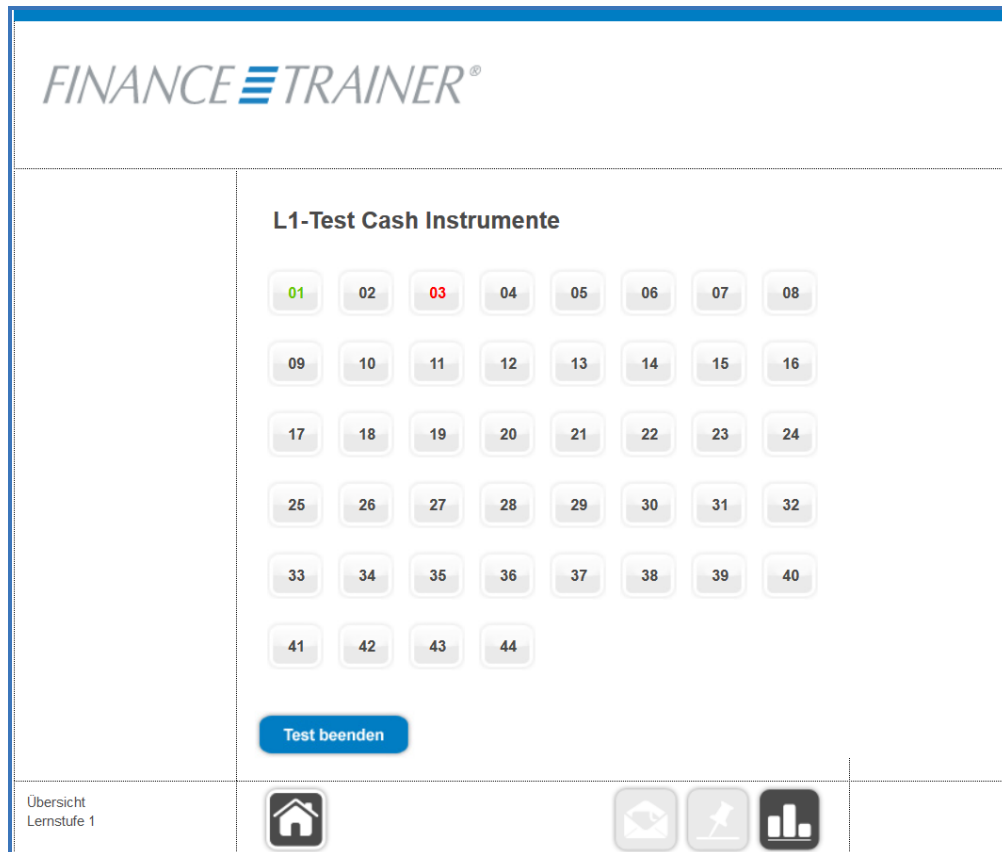 FINANCE TRAINER®
L1-Test Cash Instrumente
01 02 03 04 05 06 07 08
09 10 11 12 13 14 15 16
17 18 19 20 21 22 23 24
25 26 27 28 29 30 31 32
33 34 35 36 37 38 39 40
41 42 43 44
Test beenden
Übersicht
Lernstufe 1